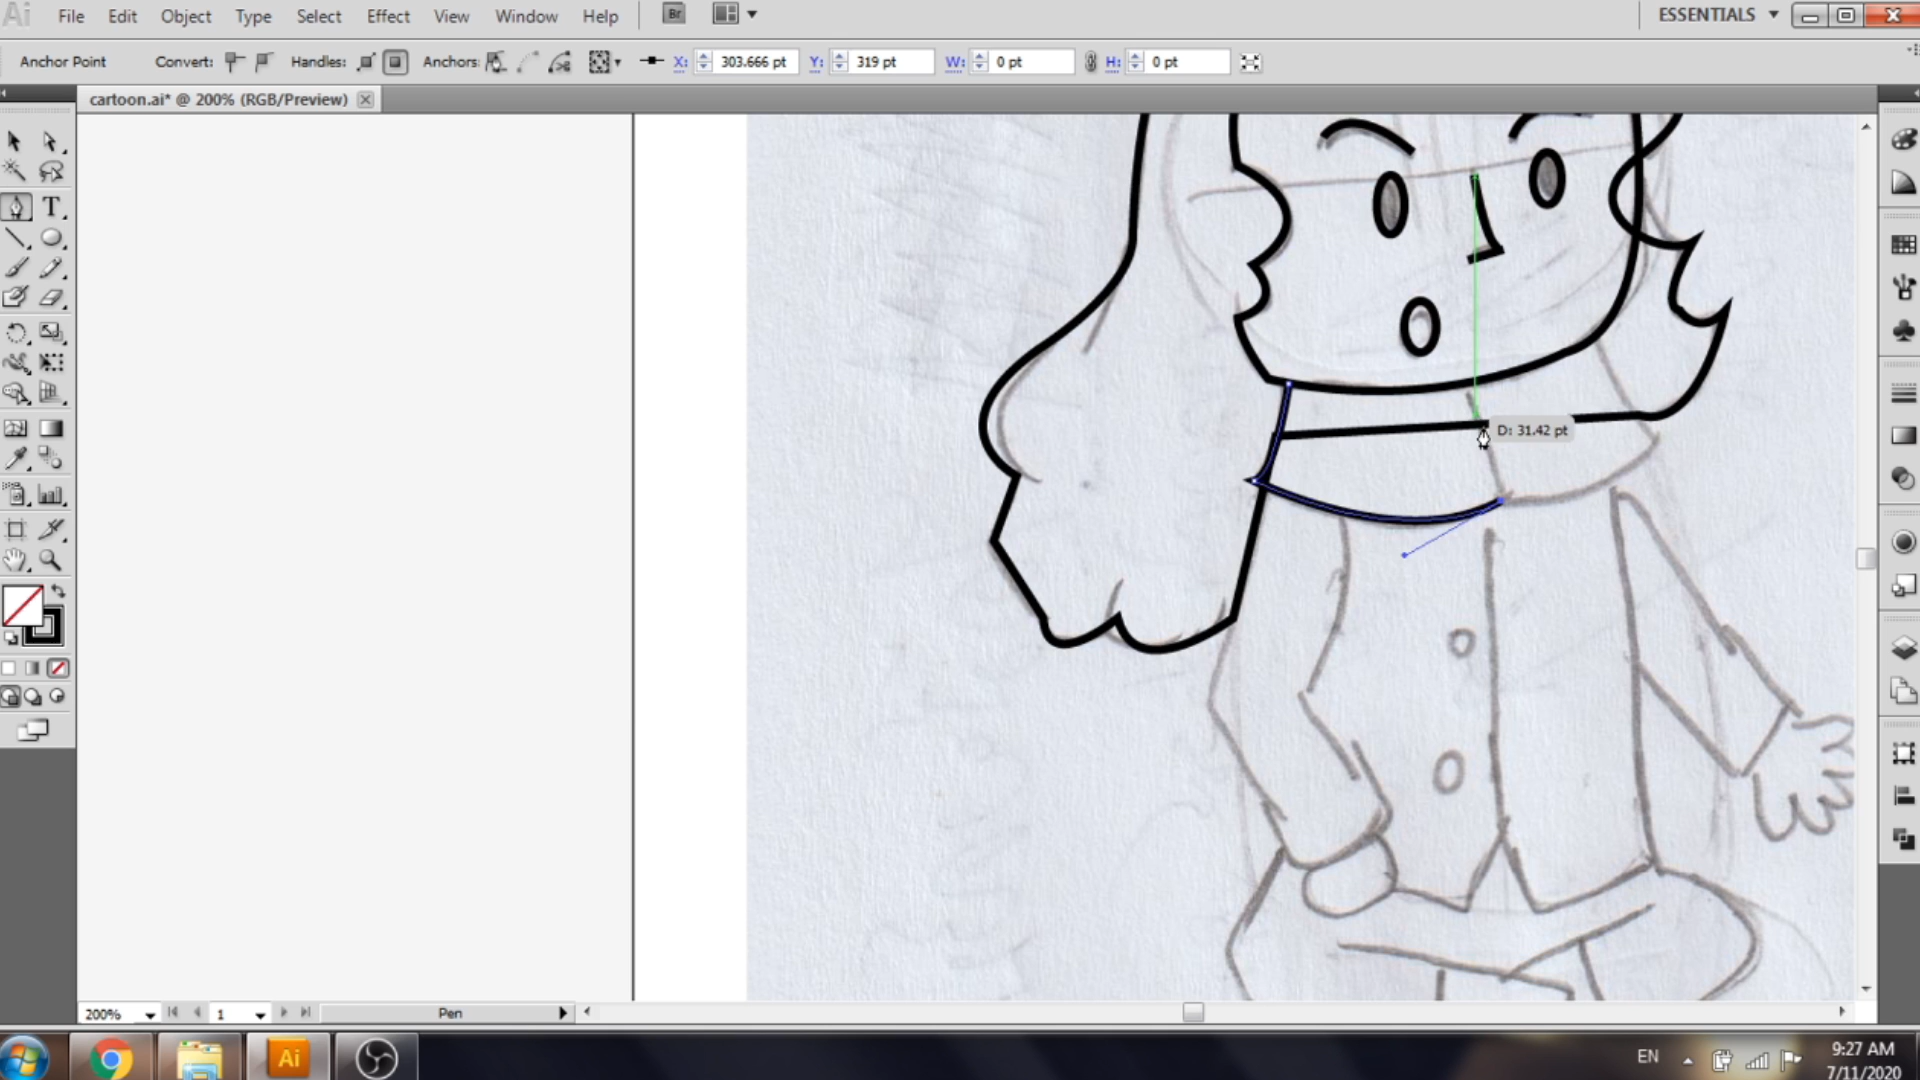 Ai File Edit Object Type Select Effect View Window Help Br ESSENTIALS
Anchor Point Convert: Handles: Anchors: X: 303.666 pt Y: 319 pt W: 0 pt H: 0 pt
cartoon.ai* @ 200% (RGB/Preview)
T
D: 31.42 pt
200% 1 Pen
Ai EN 9:27 AM
7/11/2020